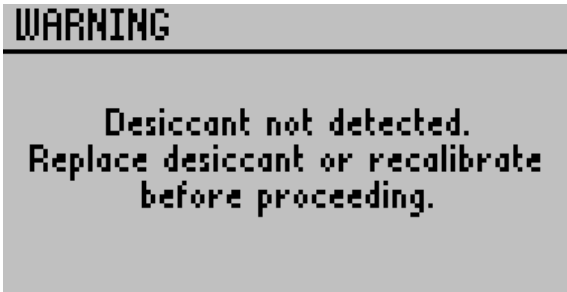 WARNING
Desiccant not detected.
Replace desiccant or recalibrate
before proceeding.